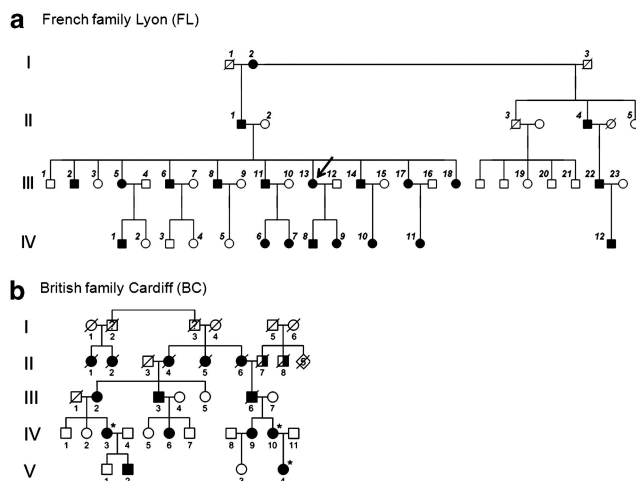 a French family Lyon (FL)
I 1 2 3
II 1 2 3 4 5
III 1 2 3 5 4 6 7 8 9 11 10 13 12 14 15 17 16 18 19 20 21 22 23
IV 1 2 3 4 5 6 7 8 9 10 11 12
b British family Cardiff (BC)
I 1 2 3 4 5 6
II 1 2 3 4 5 6 7 8 5
III 1 2 3 4 5 6 7
IV 1 2 3 * 4 5 6 7 8 9 10 * 11
V 1 2 3 4 *